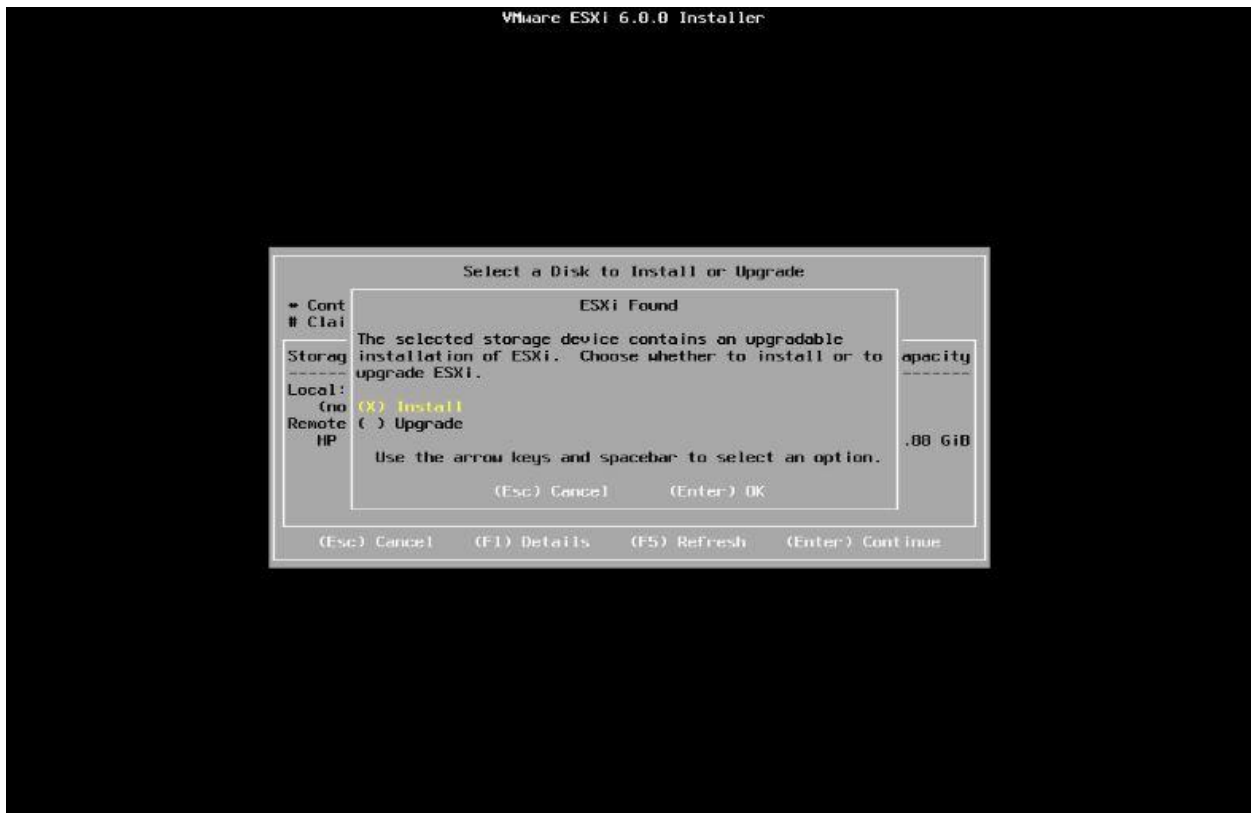 VMware ESXi 6.0.0 Installer
Select a Disk to Install or Upgrade
* Cont
# Clai
ESXi Found
The selected storage device contains an upgradable
installation of ESXi. Choose whether to install or to
upgrade ESXi.
Storag
apacity
------
-------
Local:
(no
(X) Install
Remote
( ) Upgrade
HP
.00 GiB
Use the arrow keys and spacebar to select an option.
(Esc) Cancel (Enter) OK
(Esc) Cancel (F1) Details (F5) Refresh (Enter) Continue